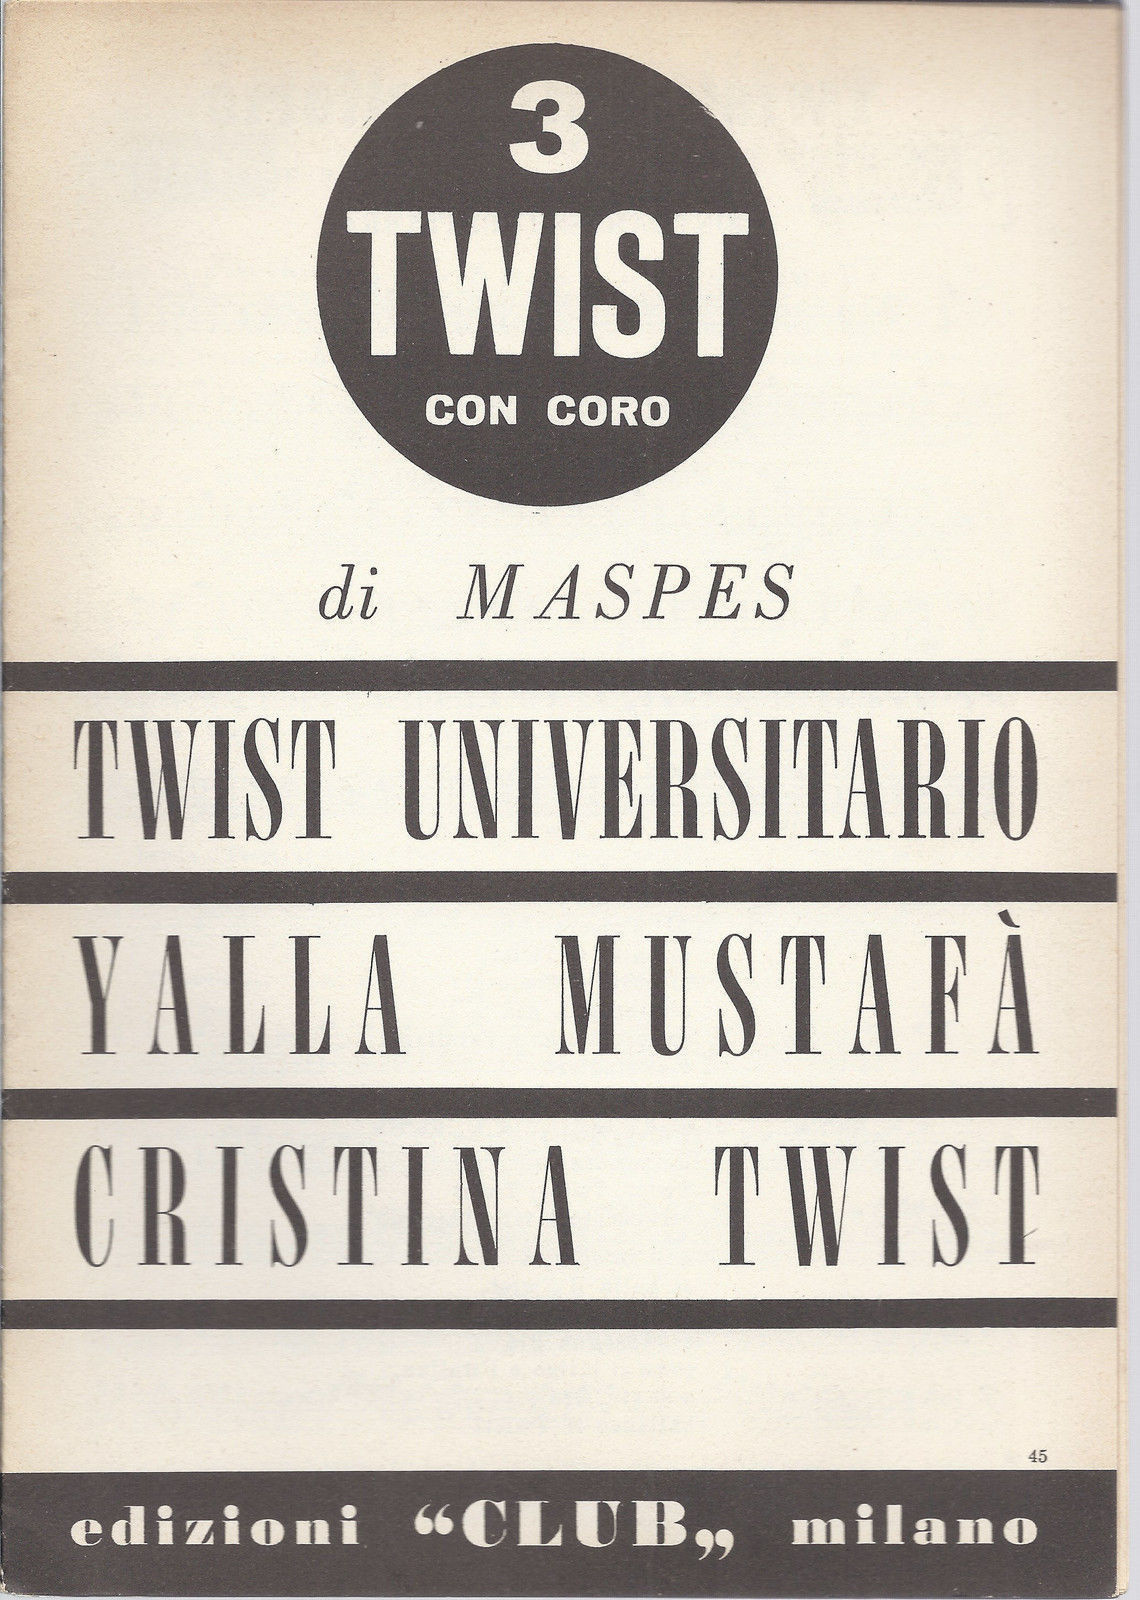 3
TWIST
CON CORO
di MASPES
TWIST UNIVERSITARIO
YALLA MUSTAFÀ
CRISTINA TWIST
45
edizioni “CLUB„ milano